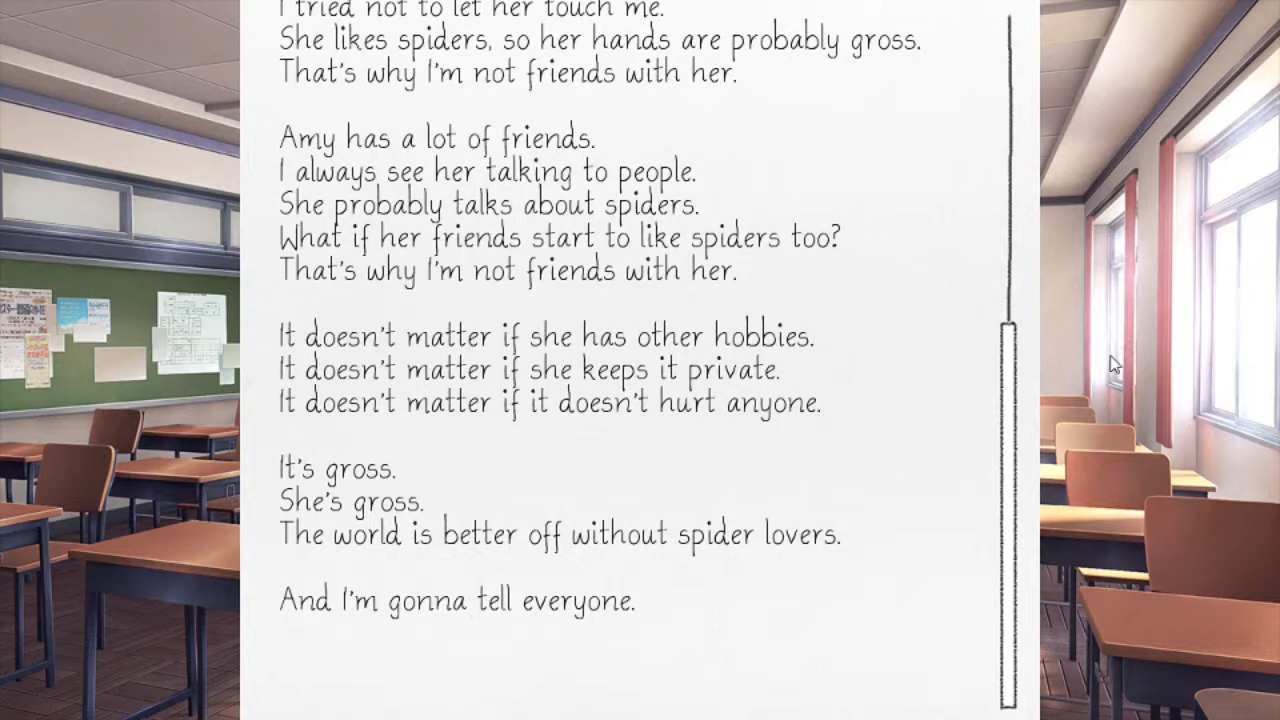 I tried not to let her touch me.
She likes spiders, so her hands are probably gross.
That's why I'm not friends with her.
Amy has a lot of friends.
I always see her talking to people.
She probably talks about spiders.
What if her friends start to like spiders too?
That's why I'm not friends with her.
It doesn't matter if she has other hobbies.
It doesn't matter if she keeps it private.
It doesn't matter if it doesn't hurt anyone.
It's gross.
She's gross.
The world is better off without spider lovers.
And I'm gonna tell everyone.